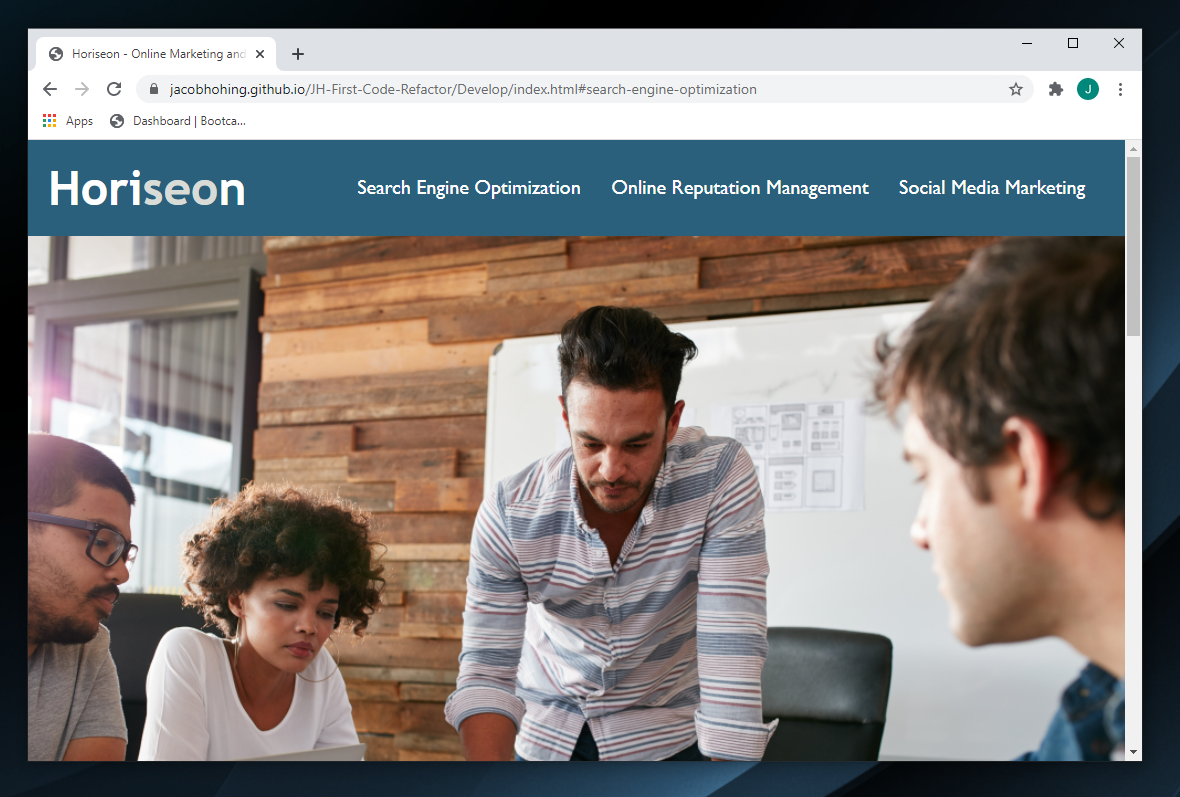 Horiseon - Online Marketing and
jacobhohing.github.io/JH-First-Code-Refactor/Develop/index.html#search-engine-optimization
J
Apps
Dashboard | Bootca...
Horiseon
Search Engine Optimization
Online Reputation Management
Social Media Marketing